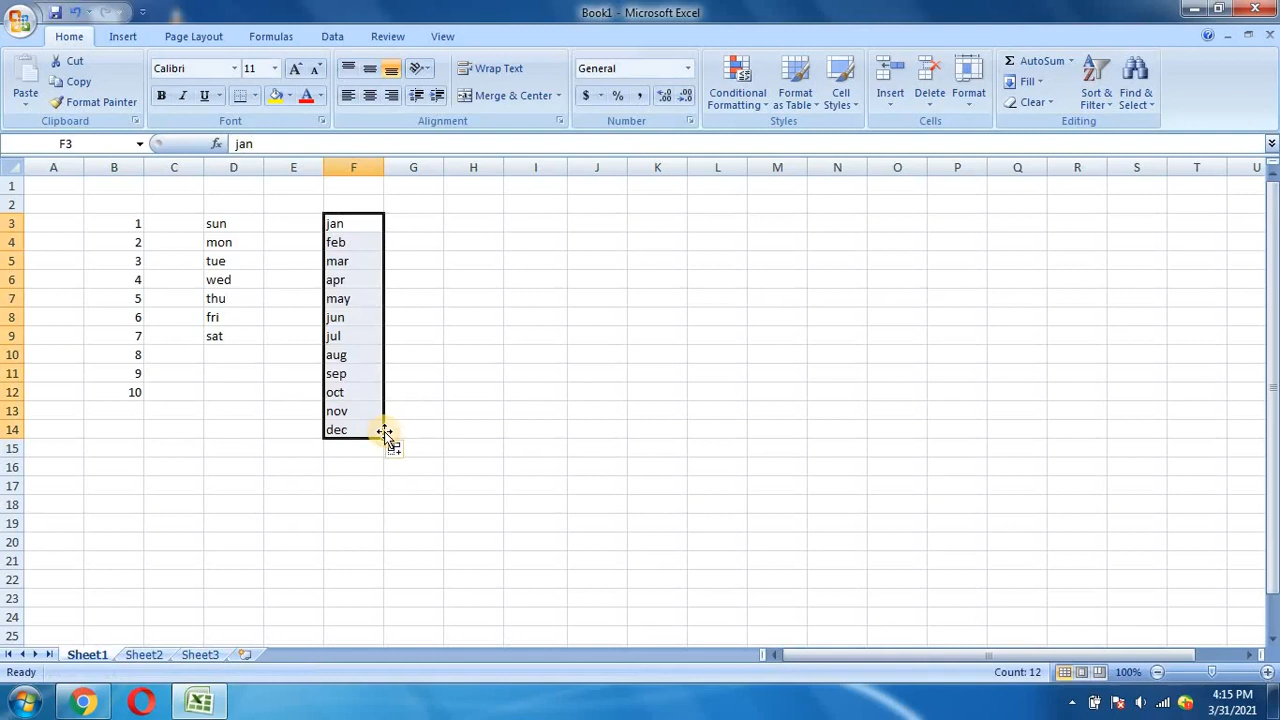 Book1 - Microsoft Excel
Home Insert Page Layout Formulas Data Review View
Paste
Cut
Copy
Format Painter
Clipboard
Calibri 11
B I U
A
Font
Wrap Text
Merge & Center
Alignment
General
$ % ,
Number
Conditional Formatting
Format as Table
Cell Styles
Styles
Insert
Delete
Format
Cells
Σ AutoSum
Fill
Clear
Sort & Filter
Find & Select
Editing
F3 fx jan
A B C D E F G H I J K L M N O P Q R S T U
1
2
3 1 sun jan
4 2 mon feb
5 3 tue mar
6 4 wed apr
7 5 thu may
8 6 fri jun
9 7 sat jul
10 8 aug
11 9 sep
12 10 oct
13 nov
14 dec
15
16
17
18
19
20
21
22
23
24
25
Sheet1 Sheet2 Sheet3
Ready Count: 12 100%
4:15 PM
3/31/2021